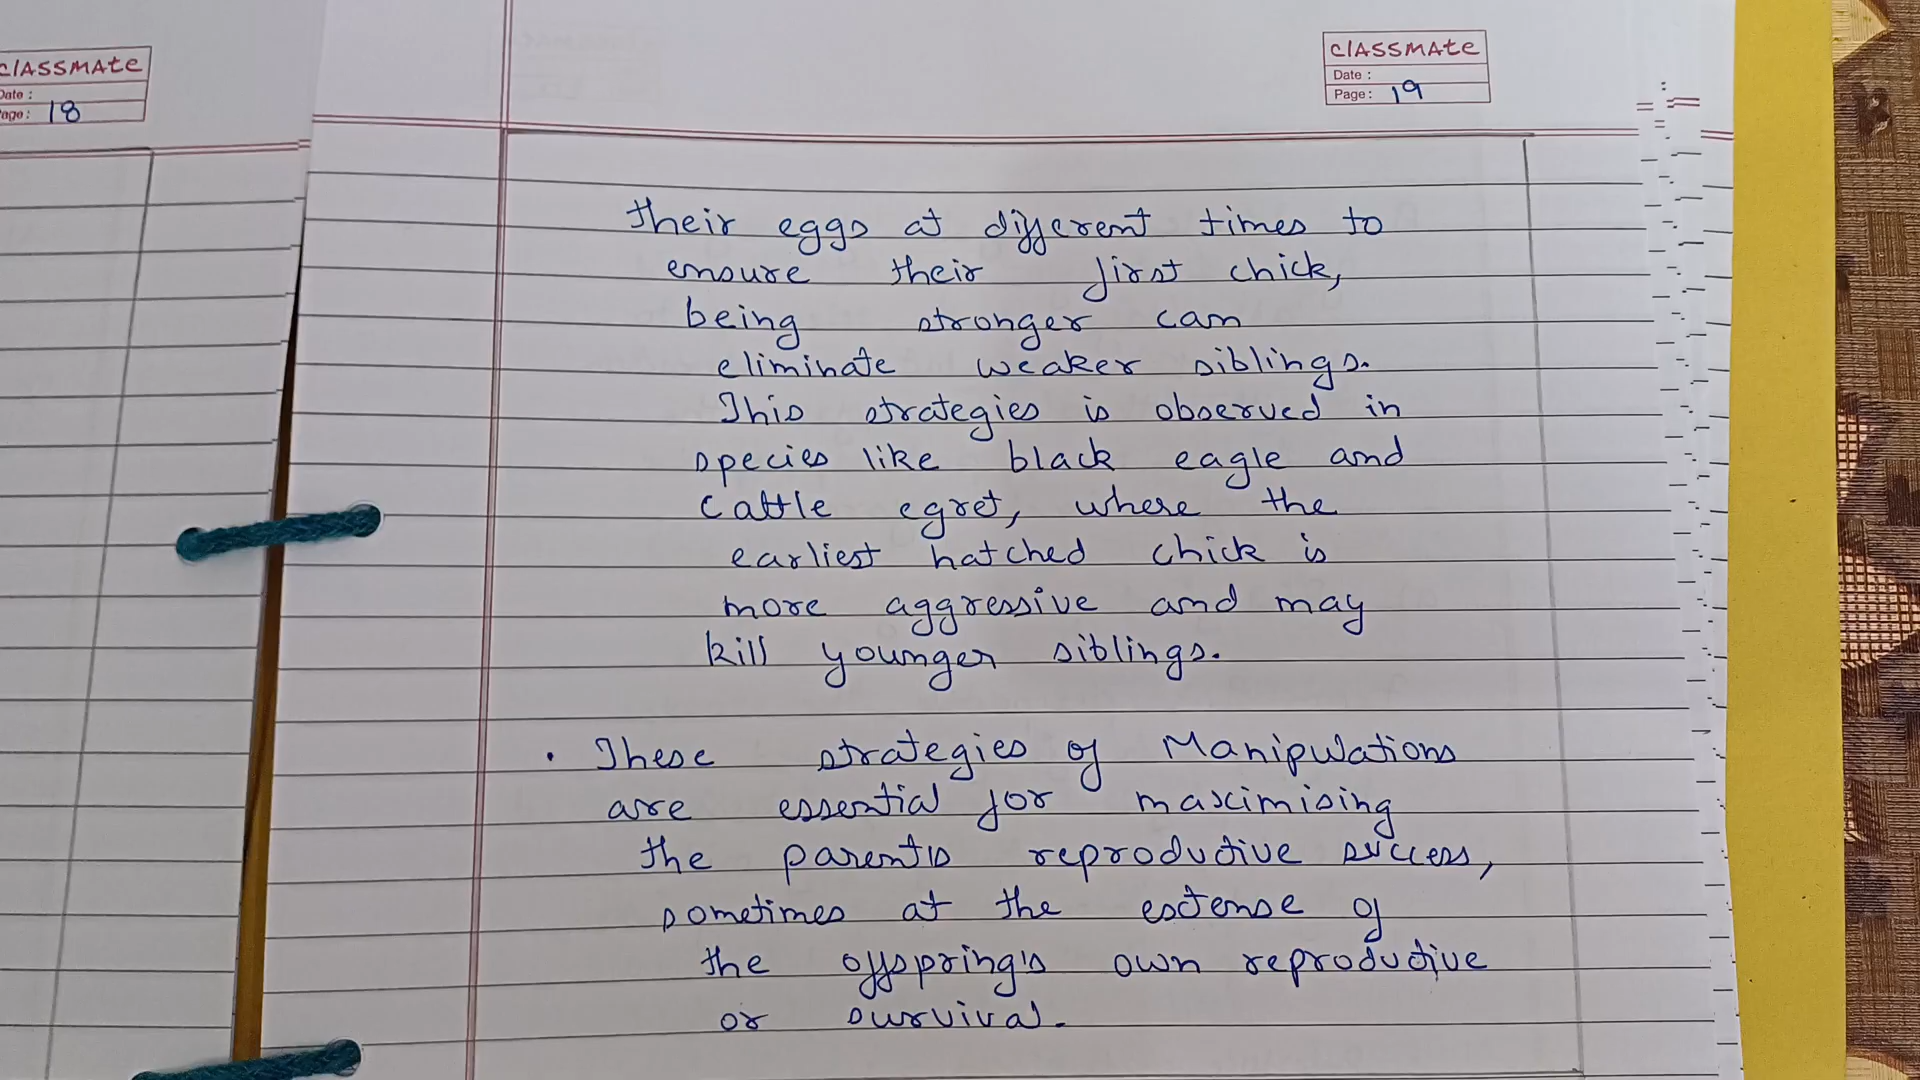 CLASSMATE
Date :
Page: 18
CLASSMATE
Date :
Page: 19
their eggs at different times to
ensure their first chick,
being stronger can
eliminate weaker siblings.
This strategies is observed in
species like black eagle and
cattle egret, where the
earliest hatched chick is
more aggressive and may
kill younger siblings.
• These strategies of Manipulations
are essential for maximising
the parent's reproductive success,
sometimes at the extense of
the offspring's own reproductive
or survival.